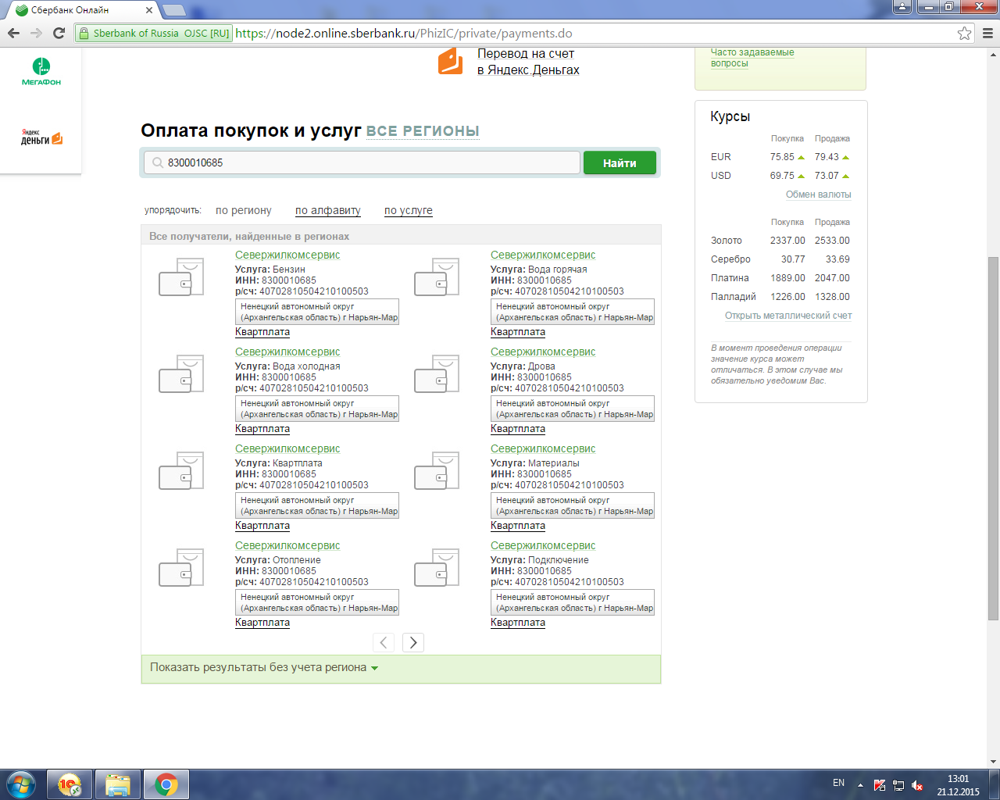 Сбербанк Онлайн
Sberbank of Russia OJSC [RU] https://node2.online.sberbank.ru/PhizIC/private/payments.do
МЕГАФОН
Яндекс
деньги
Перевод на счет
в Яндекс.Деньгах
Часто задаваемые
вопросы
Оплата покупок и услуг ВСЕ РЕГИОНЫ
8300010685
Найти
упорядочить: по региону по алфавиту по услуге
Все получатели, найденные в регионах
Севержилкомсервис
Услуга: Бензин
ИНН: 8300010685
р/сч: 40702810504210100503
Ненецкий автономный округ
(Архангельская область) г Нарьян-Мар
Квартплата
Севержилкомсервис
Услуга: Вода горячая
ИНН: 8300010685
р/сч: 40702810504210100503
Ненецкий автономный округ
(Архангельская область) г Нарьян-Мар
Квартплата
Севержилкомсервис
Услуга: Вода холодная
ИНН: 8300010685
р/сч: 40702810504210100503
Ненецкий автономный округ
(Архангельская область) г Нарьян-Мар
Квартплата
Севержилкомсервис
Услуга: Дрова
ИНН: 8300010685
р/сч: 40702810504210100503
Ненецкий автономный округ
(Архангельская область) г Нарьян-Мар
Квартплата
Севержилкомсервис
Услуга: Квартплата
ИНН: 8300010685
р/сч: 40702810504210100503
Ненецкий автономный округ
(Архангельская область) г Нарьян-Мар
Квартплата
Севержилкомсервис
Услуга: Материалы
ИНН: 8300010685
р/сч: 40702810504210100503
Ненецкий автономный округ
(Архангельская область) г Нарьян-Мар
Квартплата
Севержилкомсервис
Услуга: Отопление
ИНН: 8300010685
р/сч: 40702810504210100503
Ненецкий автономный округ
(Архангельская область) г Нарьян-Мар
Квартплата
Севержилкомсервис
Услуга: Подключение
ИНН: 8300010685
р/сч: 40702810504210100503
Ненецкий автономный округ
(Архангельская область) г Нарьян-Мар
Квартплата
Показать результаты без учета региона
Курсы
Покупка Продажа
EUR 75.85 79.43
USD 69.75 73.07
Обмен валюты
Покупка Продажа
Золото 2337.00 2533.00
Серебро 30.77 33.69
Платина 1889.00 2047.00
Палладий 1226.00 1328.00
Открыть металлический счет
В момент проведения операции
значение курса может
отличаться. В этом случае мы
обязательно уведомим Вас.
1С
EN
13:01
21.12.2015